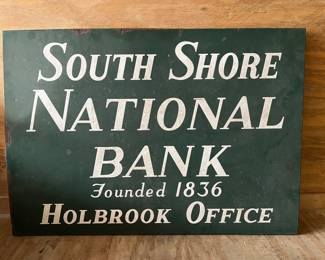 South Shore
National
Bank
Founded 1836
Holbrook Office